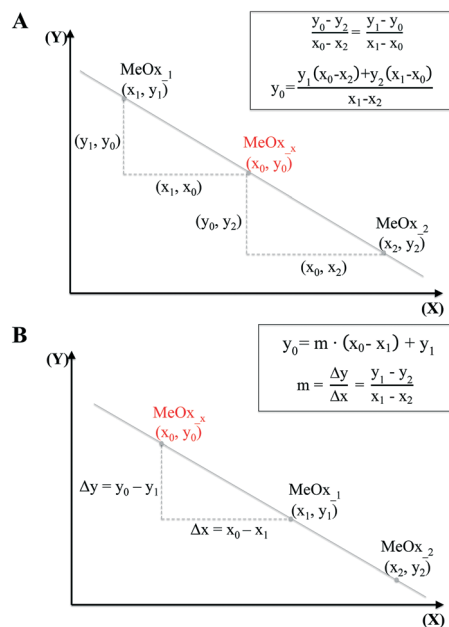 A
(Y)
y₀- y₂ / x₀- x₂ = y₁ - y₀ / x₁ - x₀
y₀= y₁(x₀-x₂)+y₂(x₁-x₀) / x₁-x₂
MeOx_1
(x₁, y₁)
(y₁, y₀)
(x₁, x₀)
MeOx_x
(x₀, y₀)
(y₀, y₂)
(x₀, x₂)
MeOx_2
(x₂, y₂)
(X)
B
(Y)
y₀= m · (x₀- x₁) + y₁
m = Δy / Δx = y₁ - y₂ / x₁ - x₂
MeOx_x
(x₀, y₀)
Δy = y₀ – y₁
Δx = x₀ – x₁
MeOx_1
(x₁, y₁)
MeOx_2
(x₂, y₂)
(X)